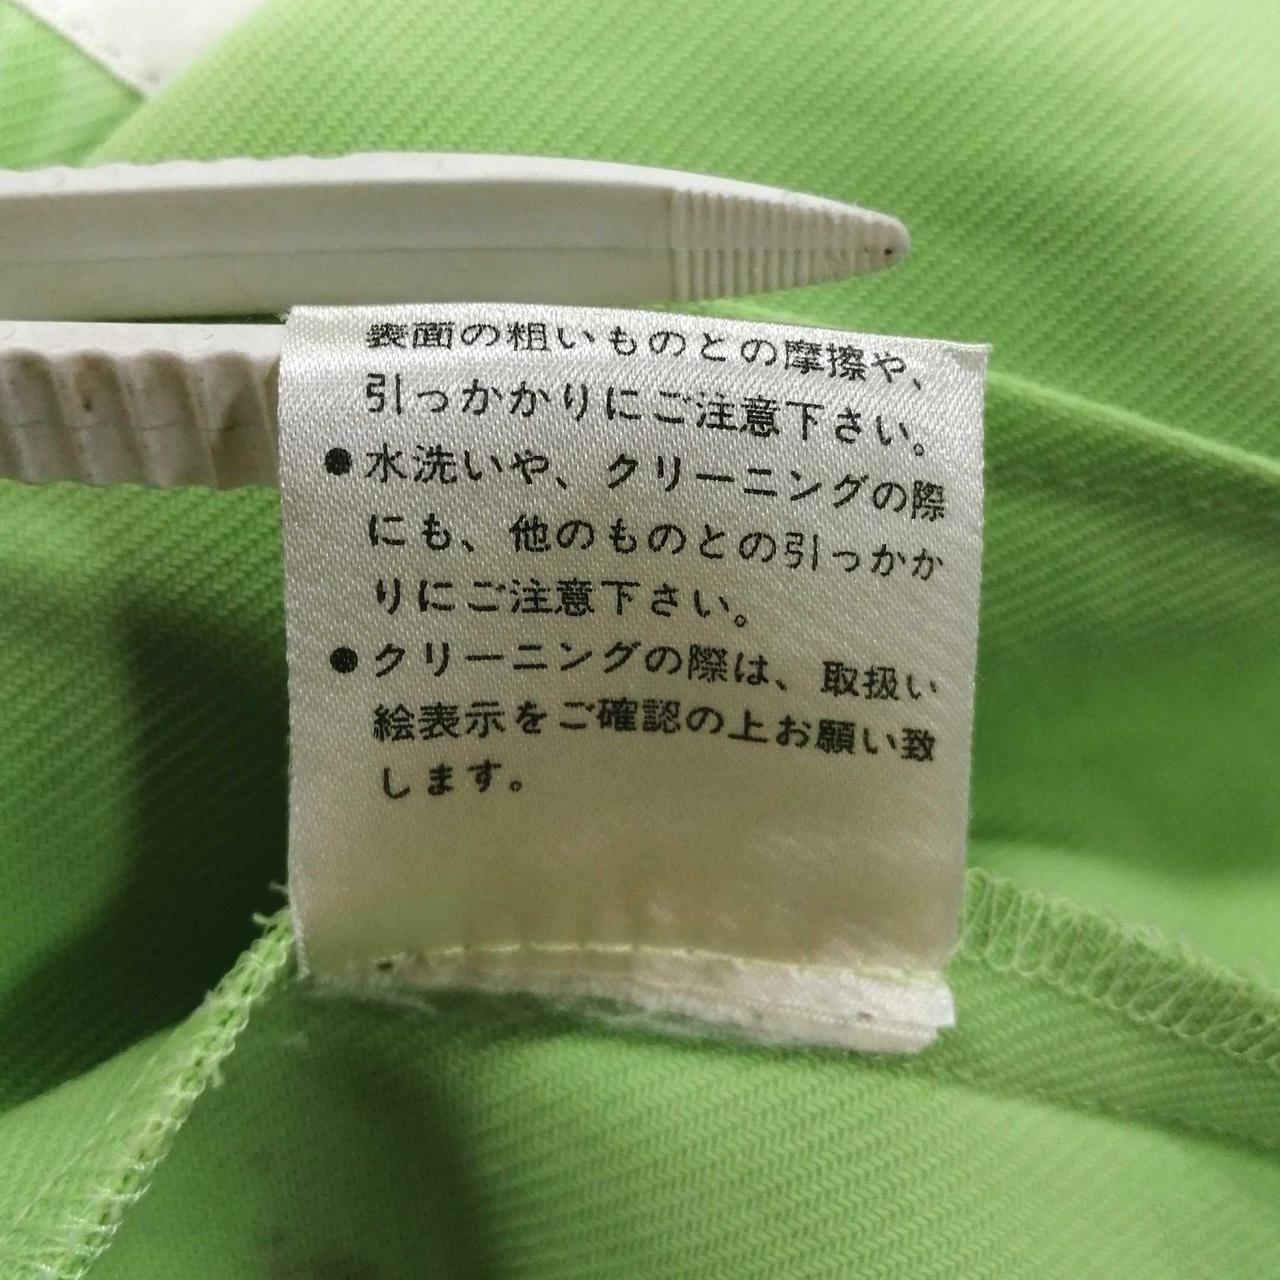 表面の粗いものとの摩擦や、
引っかかりにご注意下さい。
●水洗いや、クリーニングの際
にも、他のものとの引っかか
りにご注意下さい。
●クリーニングの際は、取扱い
絵表示をご確認の上お願い致
します。